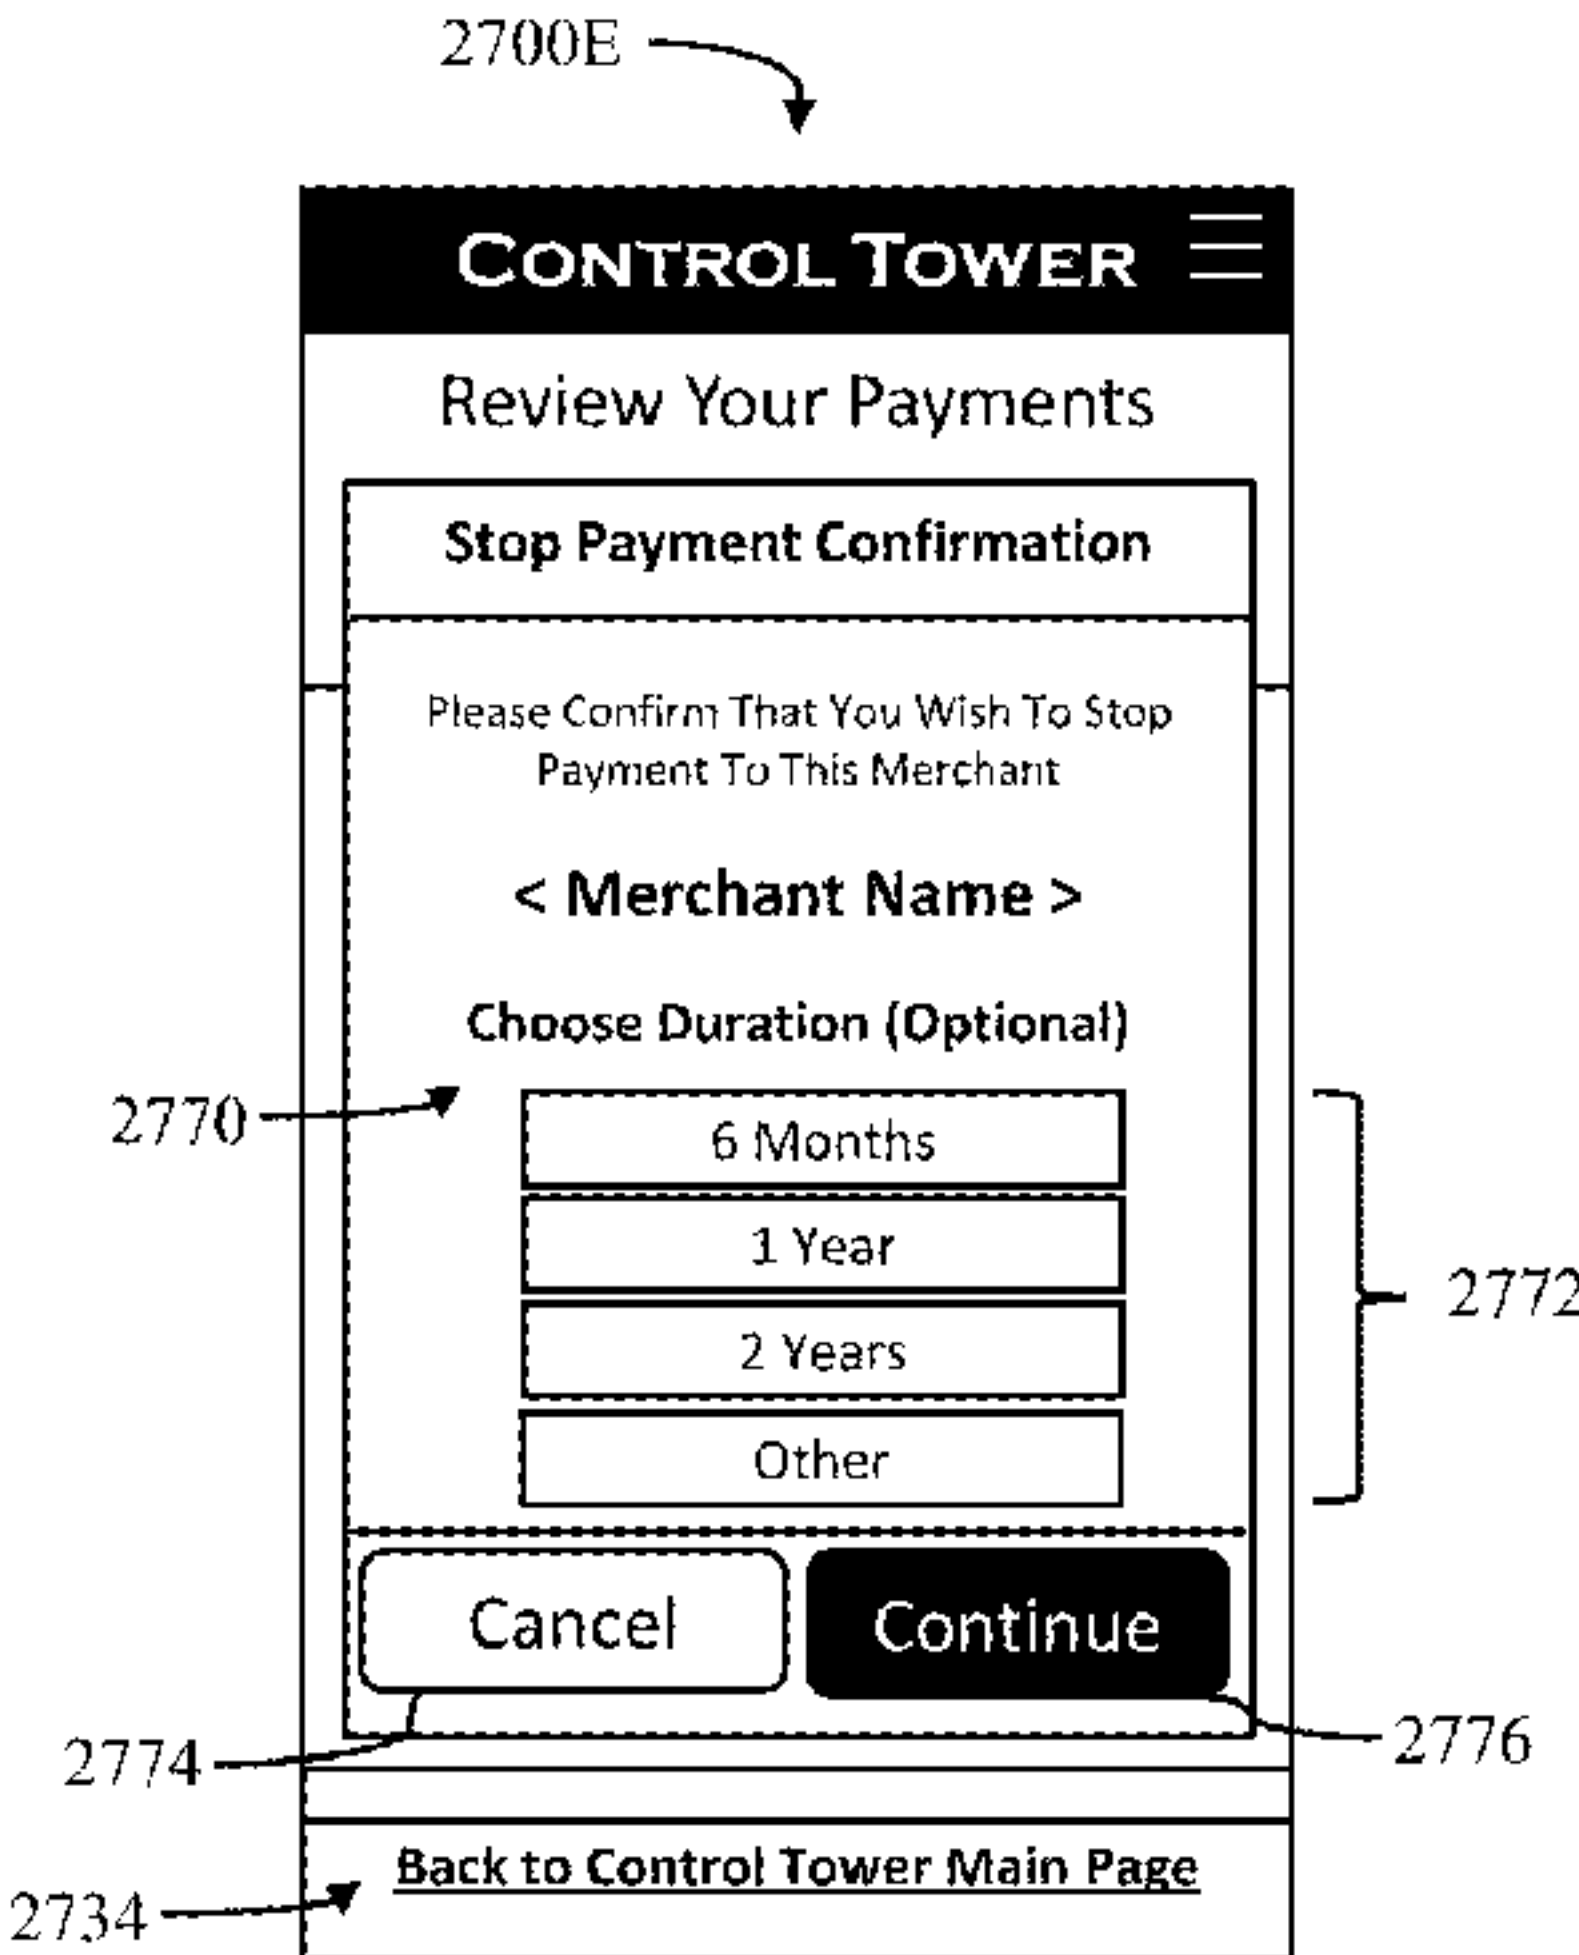 2700E
CONTROL TOWER
Review Your Payments
Stop Payment Confirmation
Please Confirm That You Wish To Stop
Payment To This Merchant
< Merchant Name >
Choose Duration (Optional)
2770
6 Months
1 Year
2772
2 Years
Other
Cancel
Continue
2774
2776
Back to Control Tower Main Page
2734